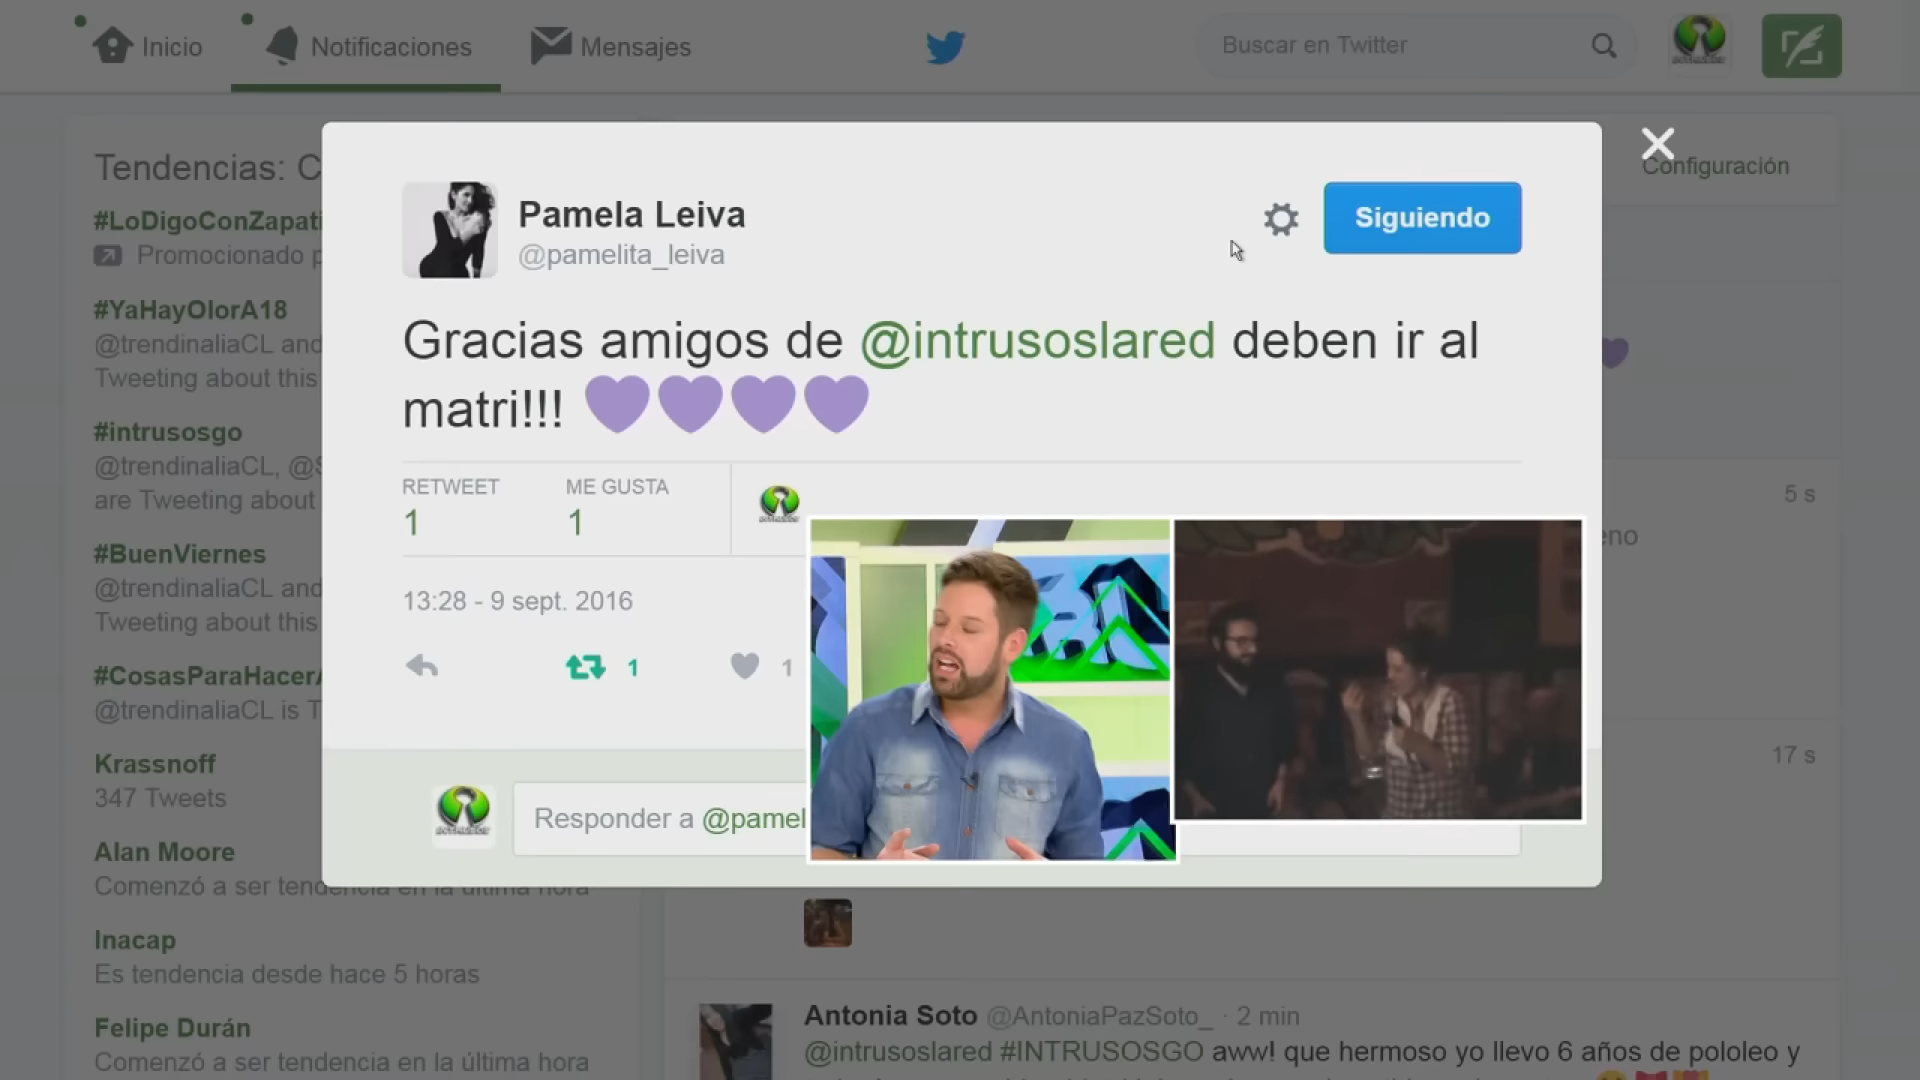 Inicio
Notificaciones
Mensajes
Buscar en Twitter
Tendencias: C
Configuración
#LoDigoConZapati
Promocionado p
#YaHayOlorA18
@trendinaliaCL and
Tweeting about this
#intrusosgo
@trendinaliaCL, @S
are Tweeting about
#BuenViernes
@trendinaliaCL and
Tweeting about this
#CosasParaHacerA
@trendinaliaCL is T
Krassnoff
347 Tweets
Alan Moore
Comenzó a ser tendencia en la última hora
Inacap
Es tendencia desde hace 5 horas
Felipe Durán
Comenzó a ser tendencia en la última hora
Pamela Leiva
@pamelita_leiva
Siguiendo
Gracias amigos de @intrusoslared deben ir al
matri!!! 💜💜💜💜
RETWEET
1
ME GUSTA
1
13:28 - 9 sept. 2016
1
1
Responder a @pamel
5 s
eno
17 s
Antonia Soto @AntoniaPazSoto_ · 2 min
@intrusoslared #INTRUSOSGO aww! que hermoso yo llevo 6 años de pololeo y